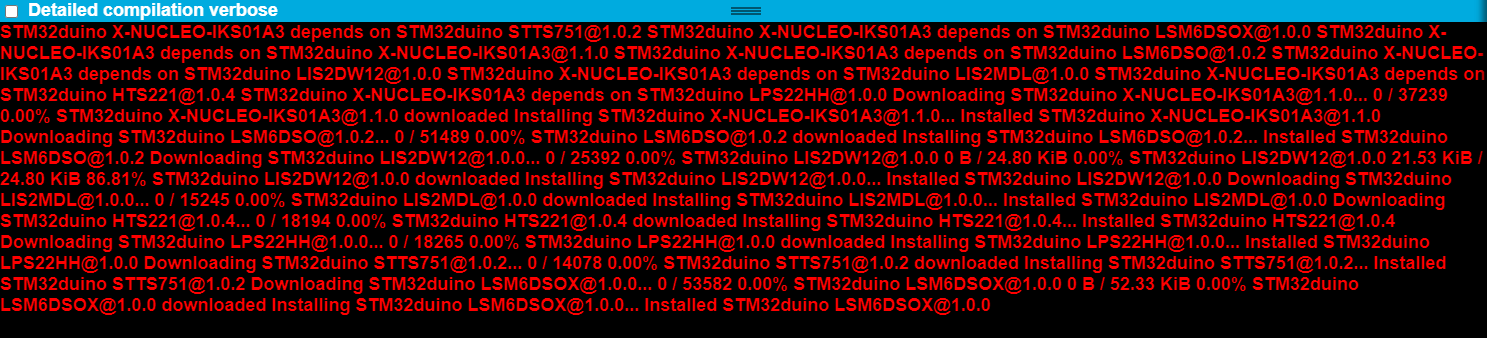 Detailed compilation verbose
STM32duino X-NUCLEO-IKS01A3 depends on STM32duino STTS751@1.0.2 STM32duino X-NUCLEO-IKS01A3 depends on STM32duino LSM6DSOX@1.0.0 STM32duino X-
NUCLEO-IKS01A3 depends on STM32duino X-NUCLEO-IKS01A3@1.1.0 STM32duino X-NUCLEO-IKS01A3 depends on STM32duino LSM6DSO@1.0.2 STM32duino X-NUCLEO-
IKS01A3 depends on STM32duino LIS2DW12@1.0.0 STM32duino X-NUCLEO-IKS01A3 depends on STM32duino LIS2MDL@1.0.0 STM32duino X-NUCLEO-IKS01A3 depends on
STM32duino HTS221@1.0.4 STM32duino X-NUCLEO-IKS01A3 depends on STM32duino LPS22HH@1.0.0 Downloading STM32duino X-NUCLEO-IKS01A3@1.1.0... 0 / 37239
0.00% STM32duino X-NUCLEO-IKS01A3@1.1.0 downloaded Installing STM32duino X-NUCLEO-IKS01A3@1.1.0... Installed STM32duino X-NUCLEO-IKS01A3@1.1.0
Downloading STM32duino LSM6DSO@1.0.2... 0 / 51489 0.00% STM32duino LSM6DSO@1.0.2 downloaded Installing STM32duino LSM6DSO@1.0.2... Installed STM32duino
LSM6DSO@1.0.2 Downloading STM32duino LIS2DW12@1.0.0... 0 / 25392 0.00% STM32duino LIS2DW12@1.0.0 0 B / 24.80 KiB 0.00% STM32duino LIS2DW12@1.0.0 21.53 KiB /
24.80 KiB 86.81% STM32duino LIS2DW12@1.0.0 downloaded Installing STM32duino LIS2DW12@1.0.0... Installed STM32duino LIS2DW12@1.0.0 Downloading STM32duino
LIS2MDL@1.0.0... 0 / 15245 0.00% STM32duino LIS2MDL@1.0.0 downloaded Installing STM32duino LIS2MDL@1.0.0... Installed STM32duino LIS2MDL@1.0.0 Downloading
STM32duino HTS221@1.0.4... 0 / 18194 0.00% STM32duino HTS221@1.0.4 downloaded Installing STM32duino HTS221@1.0.4... Installed STM32duino HTS221@1.0.4
Downloading STM32duino LPS22HH@1.0.0... 0 / 18265 0.00% STM32duino LPS22HH@1.0.0 downloaded Installing STM32duino LPS22HH@1.0.0... Installed STM32duino
LPS22HH@1.0.0 Downloading STM32duino STTS751@1.0.2... 0 / 14078 0.00% STM32duino STTS751@1.0.2 downloaded Installing STM32duino STTS751@1.0.2... Installed
STM32duino STTS751@1.0.2 Downloading STM32duino LSM6DSOX@1.0.0... 0 / 53582 0.00% STM32duino LSM6DSOX@1.0.0 0 B / 52.33 KiB 0.00% STM32duino
LSM6DSOX@1.0.0 downloaded Installing STM32duino LSM6DSOX@1.0.0... Installed STM32duino LSM6DSOX@1.0.0